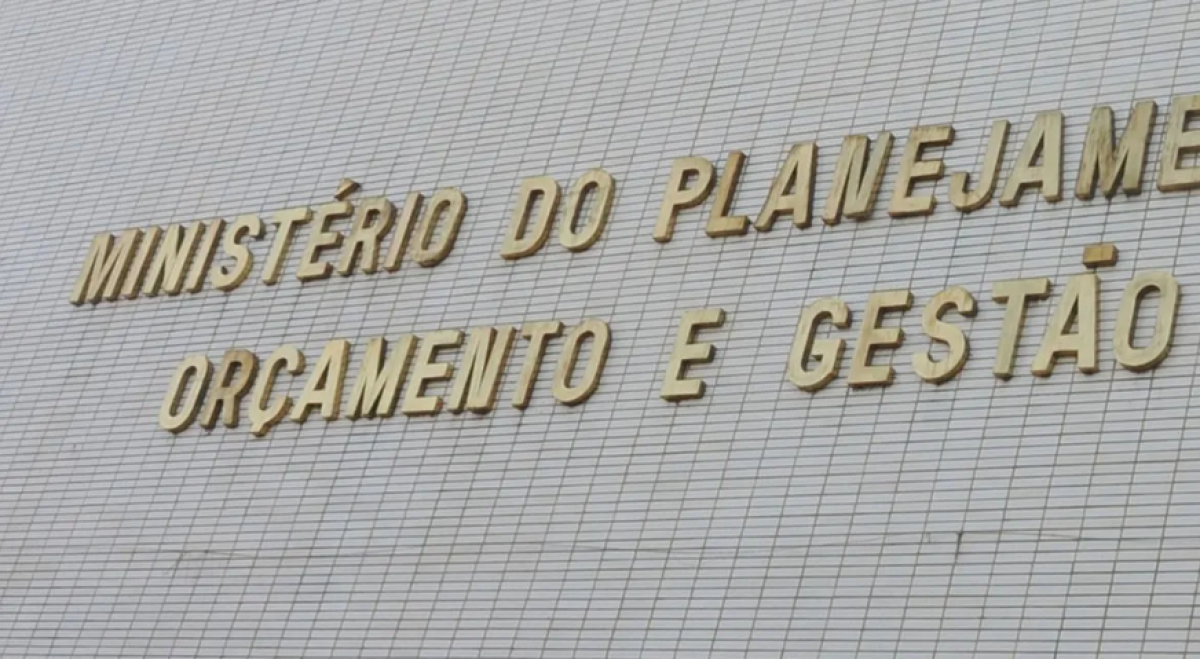 MINISTÉRIO DO PLANEJAME
ORÇAMENTO E GESTÃO